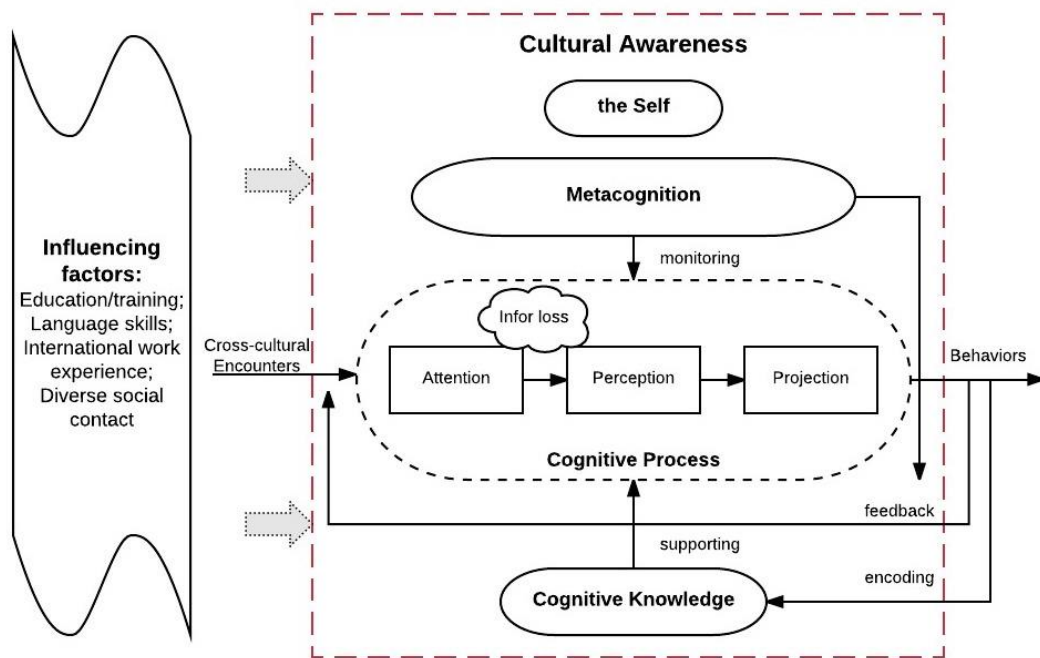 Cultural Awareness
the Self
Metacognition
monitoring
Influencing
factors:
Education/training;
Language skills;
International work
experience;
Diverse social
contact
Cross-cultural
Encounters
Infor loss
Attention
Perception
Projection
Cognitive Process
Behaviors
feedback
supporting
encoding
Cognitive Knowledge